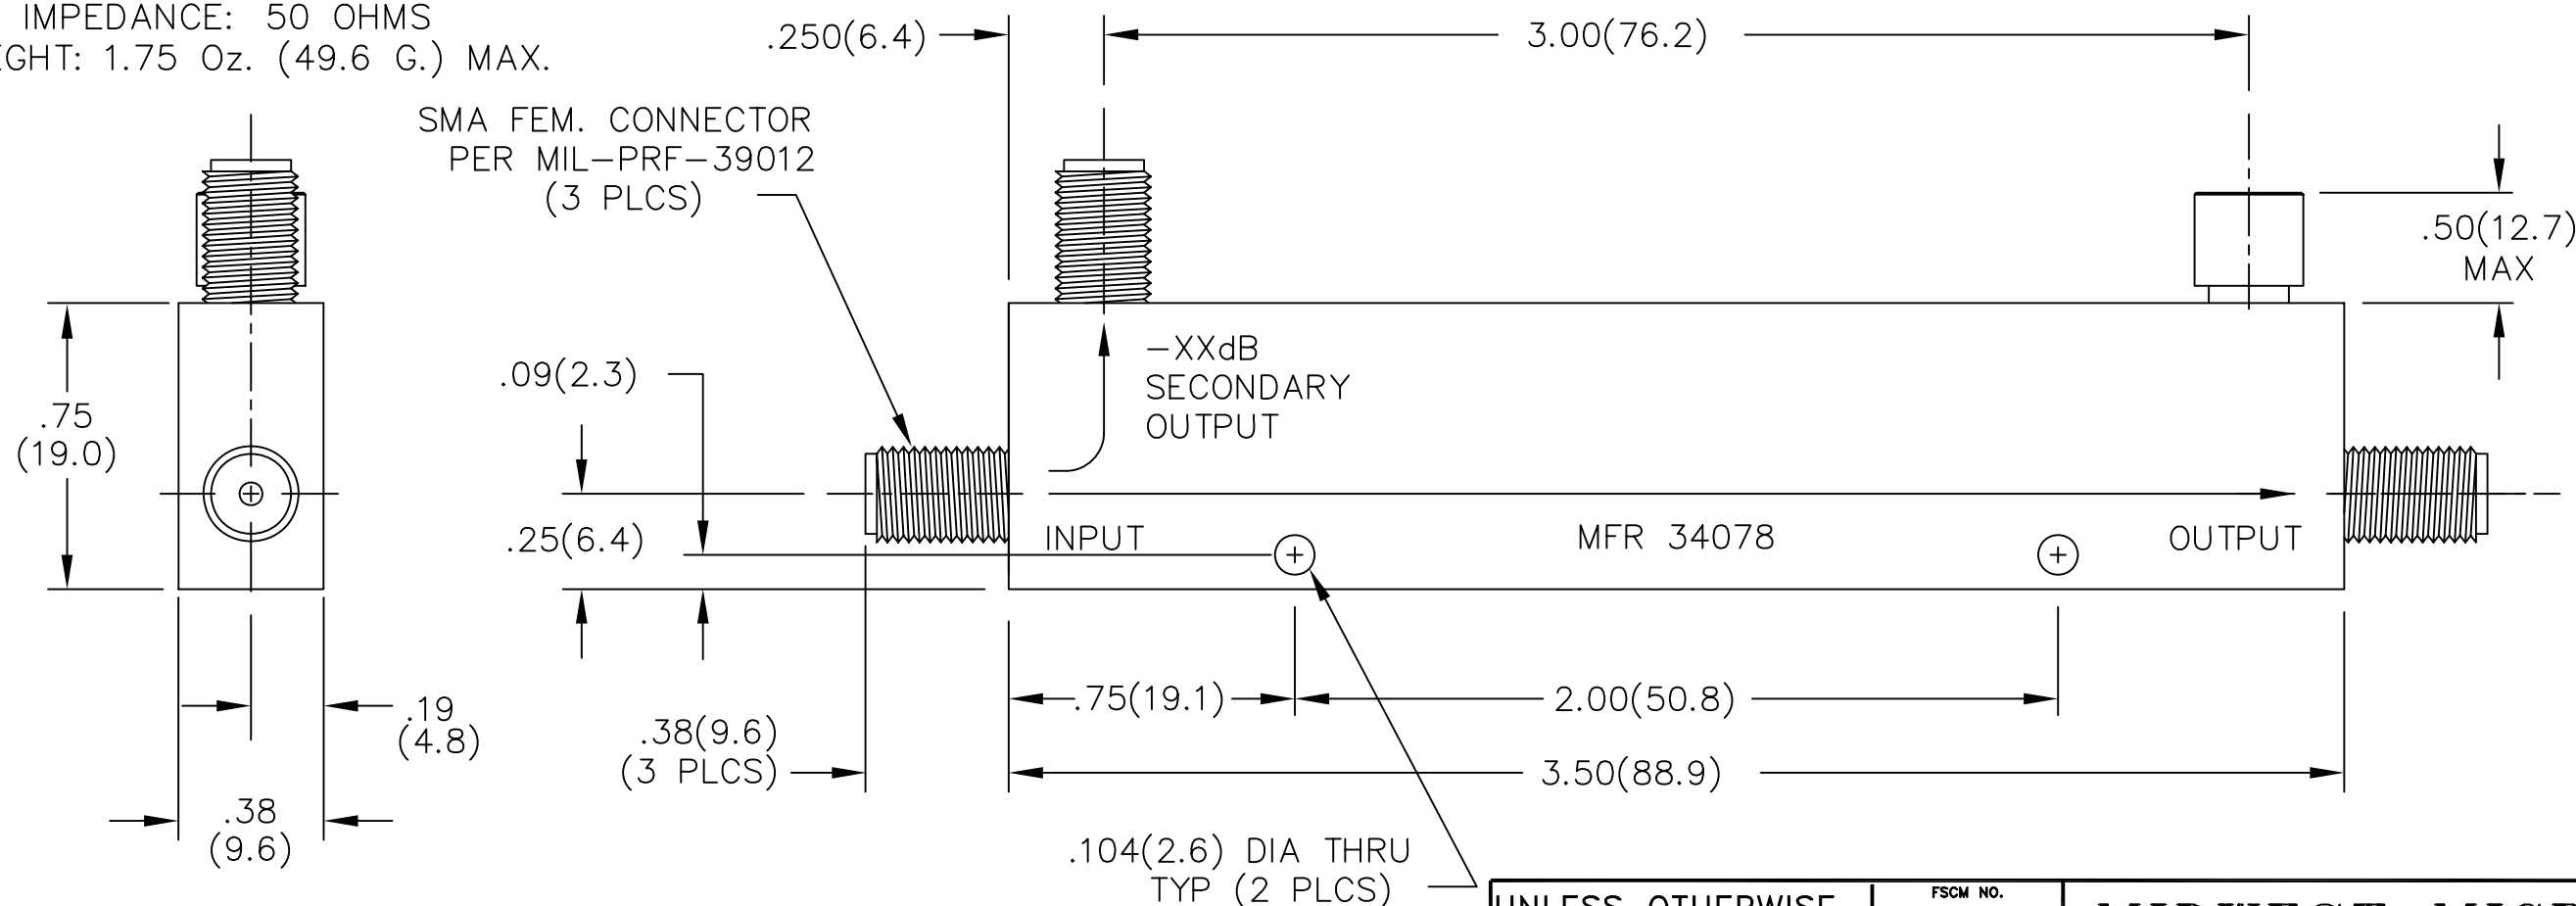 IMPEDANCE: 50 OHMS
1.75 Oz. (49.6 G.) MAX.
.250(6.4)
3.00(76.2)
SMA FEM. CONNECTOR
PER MIL-PRF-39012
(3 PLCS)
.50(12.7)
MAX
-XXdB
SECONDARY
OUTPUT
.09(2.3)
.75
(19.0)
.25(6.4)
INPUT
MFR 34078
OUTPUT
.75(19.1)
2.00(50.8)
.19
(4.8)
.38(9.6)
(3 PLCS)
3.50(88.9)
.38
(9.6)
.104(2.6) DIA THRU
TYP (2 PLCS)
UNLESS OTHERWISE
FSCM NO.